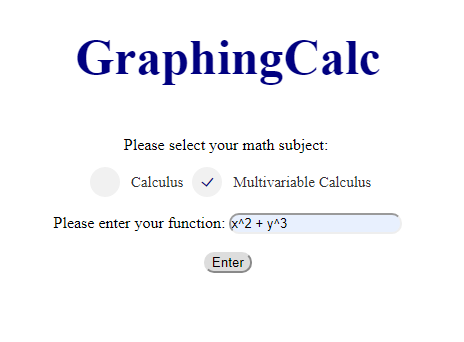 GraphingCalc
Please select your math subject:
Calculus Multivariable Calculus
Please enter your function: x^2 + y^3
Enter